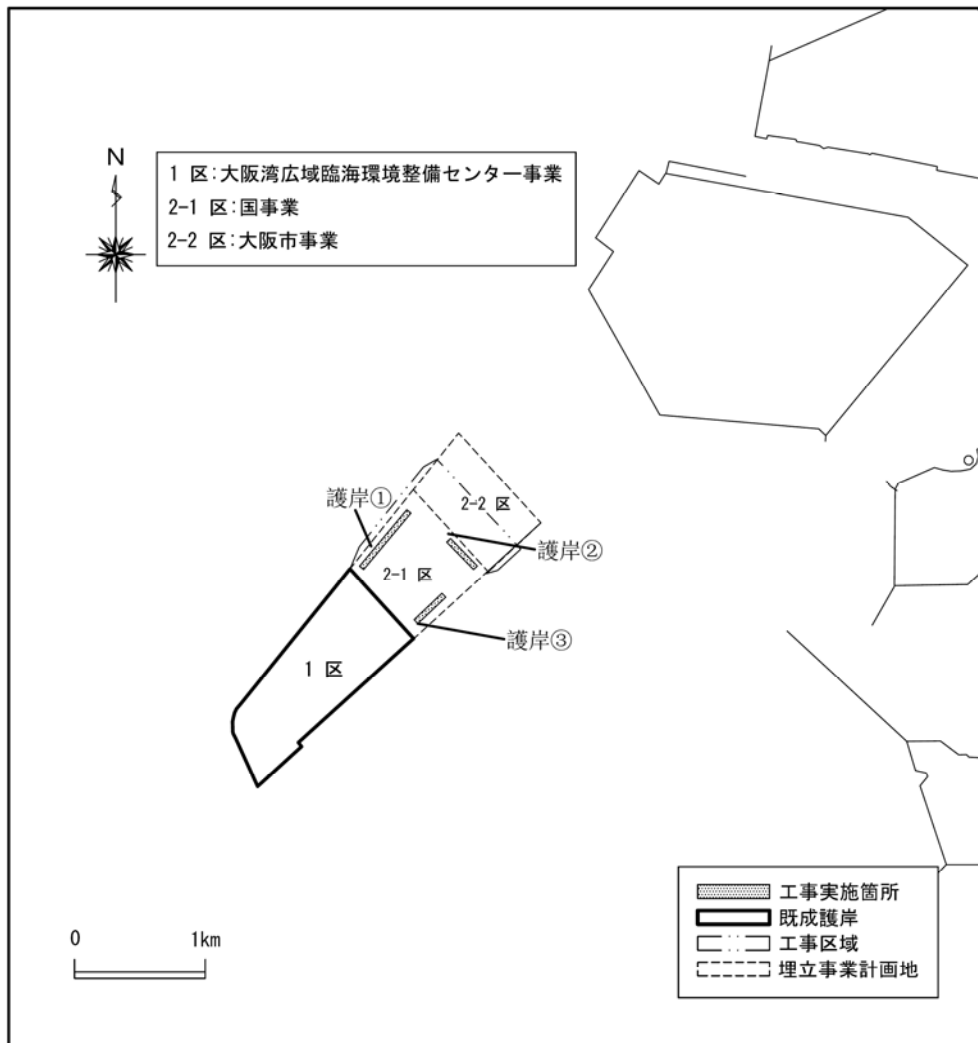 N
1 区:大阪湾広域臨海環境整備センター事業
2-1 区:国事業
2-2 区:大阪市事業
護岸①
2-2 区
護岸②
2-1 区
護岸③
1 区
工事実施箇所
既成護岸
工事区域
埋立事業計画地
0
1km